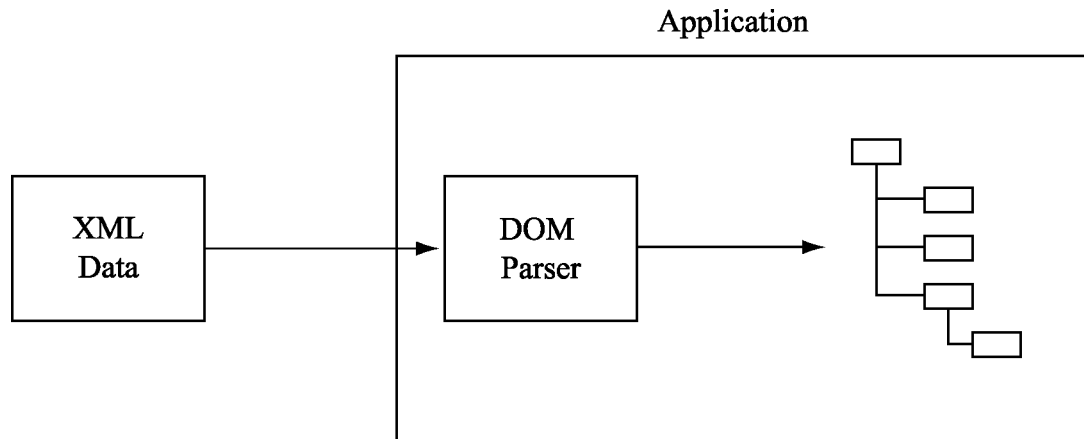 Application
XML
Data
DOM
Parser